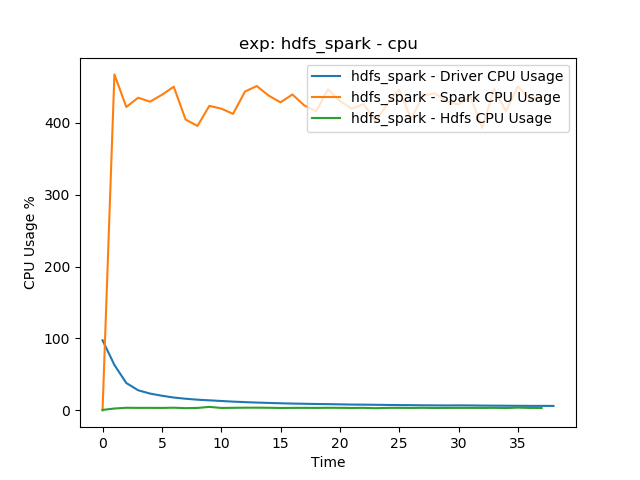 exp: hdfs_spark - cpu
hdfs_spark - Driver CPU Usage
hdfs_spark - Spark CPU Usage
hdfs_spark - Hdfs CPU Usage
CPU Usage %
400
300
200
100
0
0 5 10 15 20 25 30 35
Time